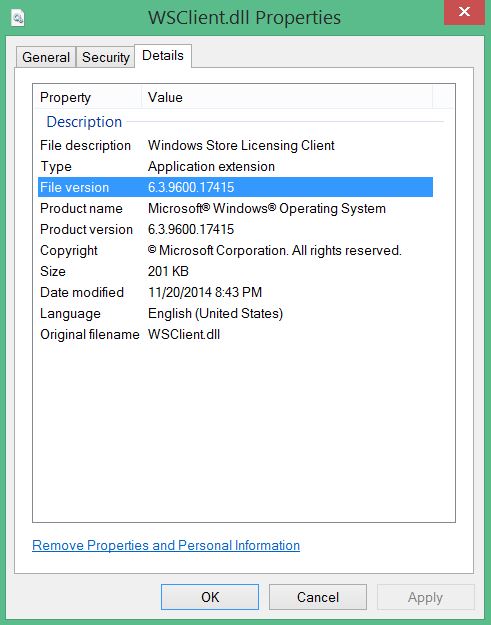 WSClient.dll Properties
General Security Details
Property Value
Description
File description Windows Store Licensing Client
Type Application extension
File version 6.3.9600.17415
Product name Microsoft® Windows® Operating System
Product version 6.3.9600.17415
Copyright © Microsoft Corporation. All rights reserved.
Size 201 KB
Date modified 11/20/2014 8:43 PM
Language English (United States)
Original filename WSClient.dll
Remove Properties and Personal Information
OK Cancel Apply